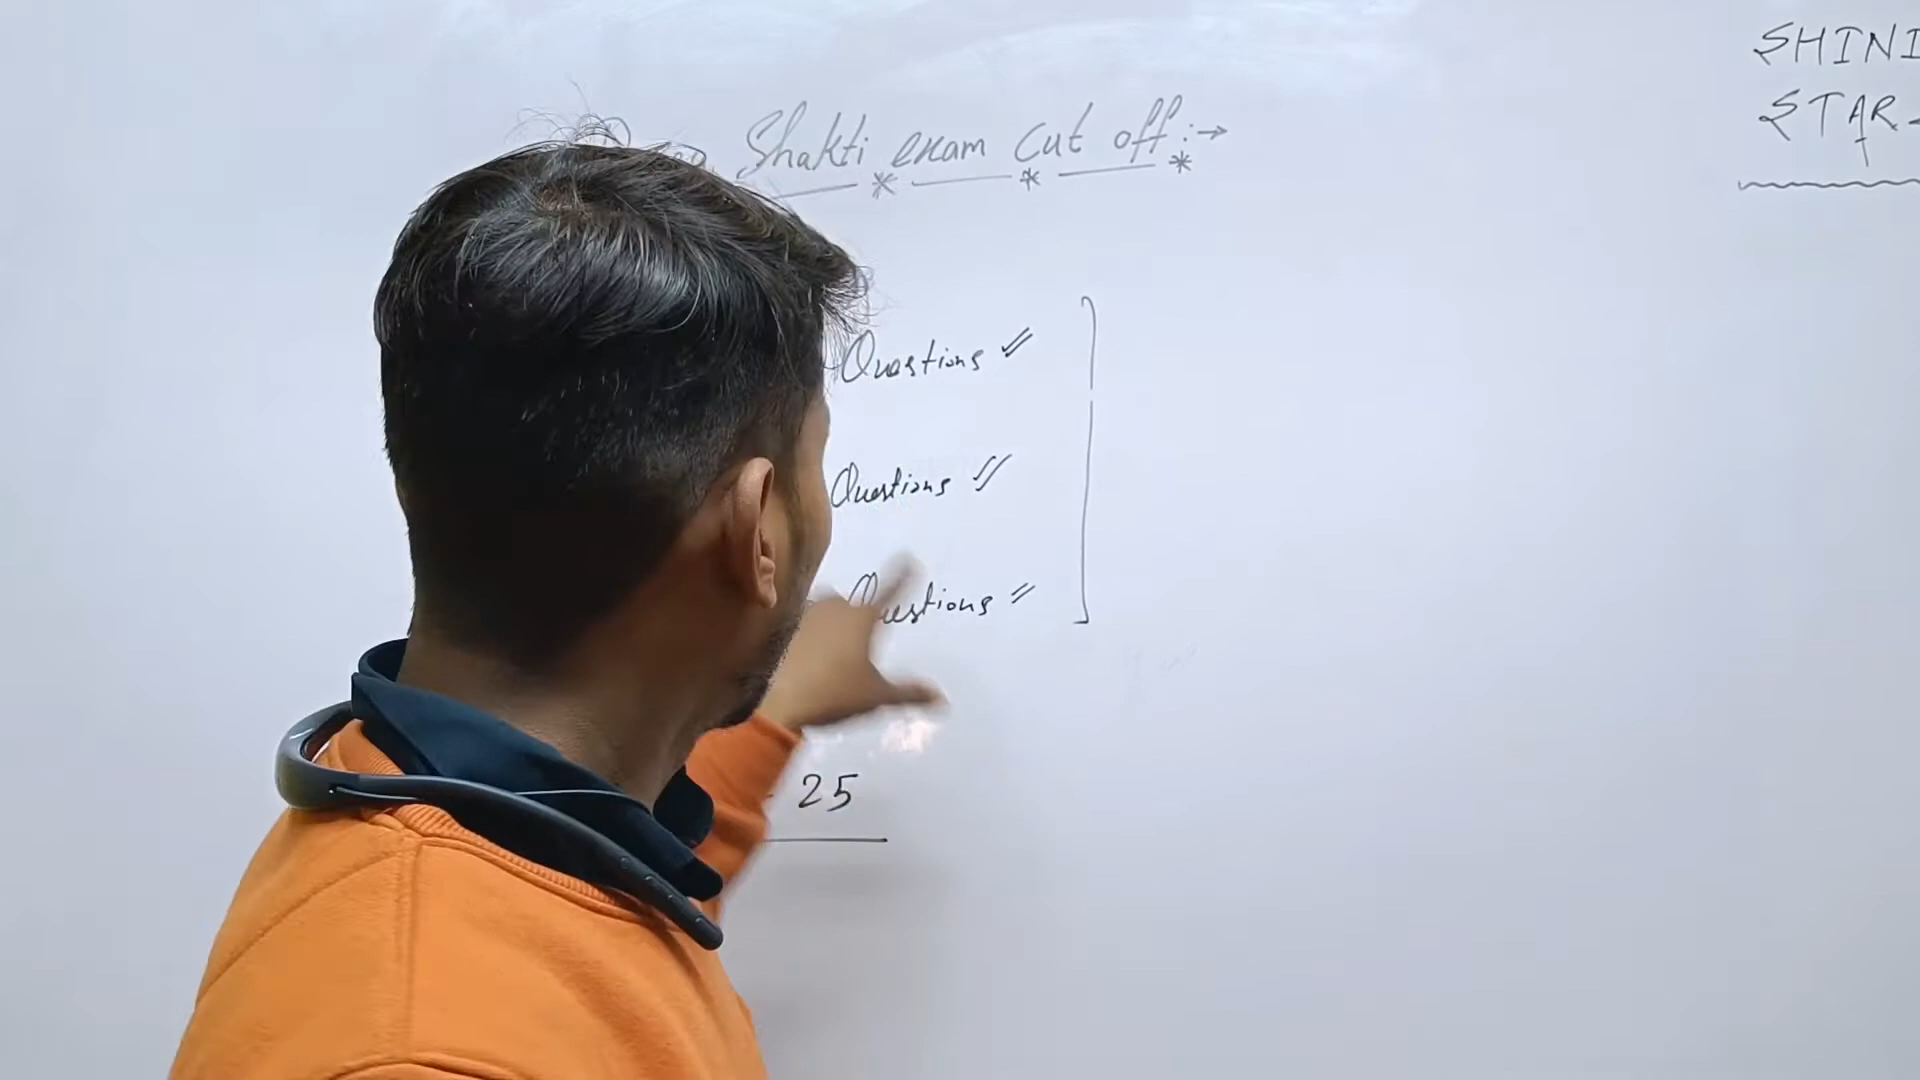 Shakti exam cut off :→
SHINI
STAR
Questions
Questions
Questions
25